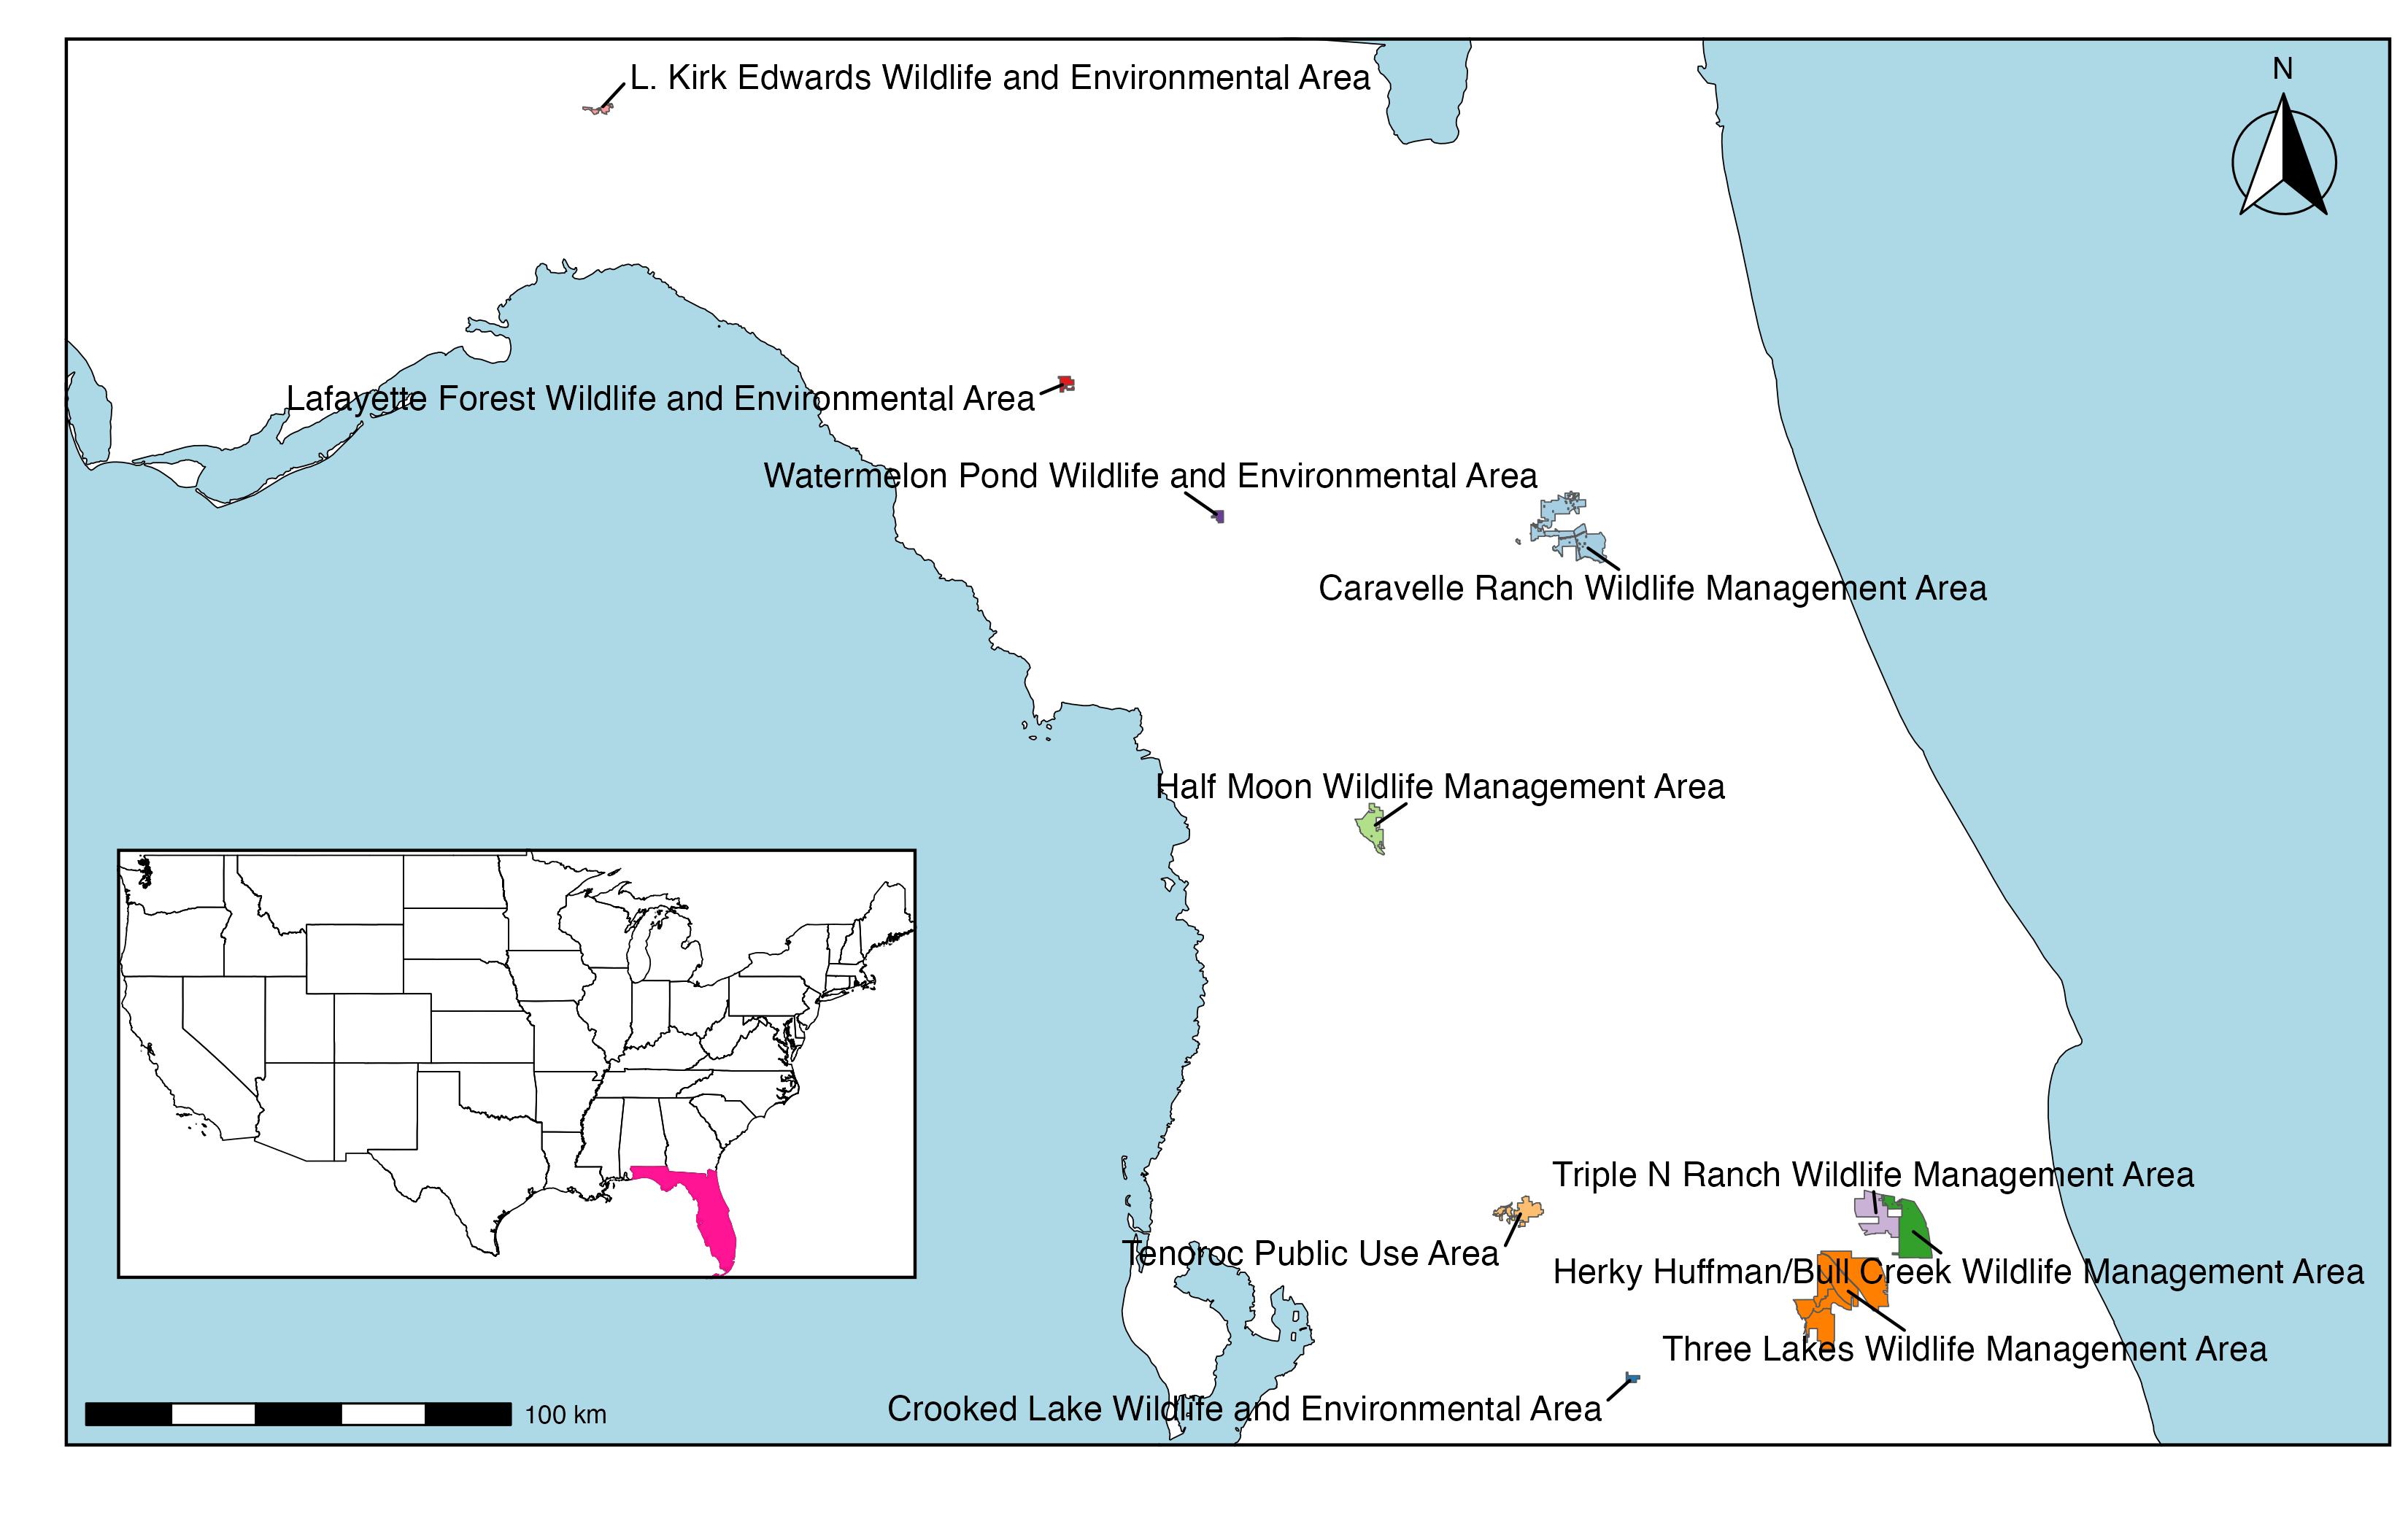 N
L. Kirk Edwards Wildlife and Environmental Area
Lafayette Forest Wildlife and Environmental Area
Watermelon Pond Wildlife and Environmental Area
Caravelle Ranch Wildlife Management Area
Half Moon Wildlife Management Area
Triple N Ranch Wildlife Management Area
Tenoroc Public Use Area
Herky Huffman/Bull Creek Wildlife Management Area
Three Lakes Wildlife Management Area
Crooked Lake Wildlife and Environmental Area
100 km